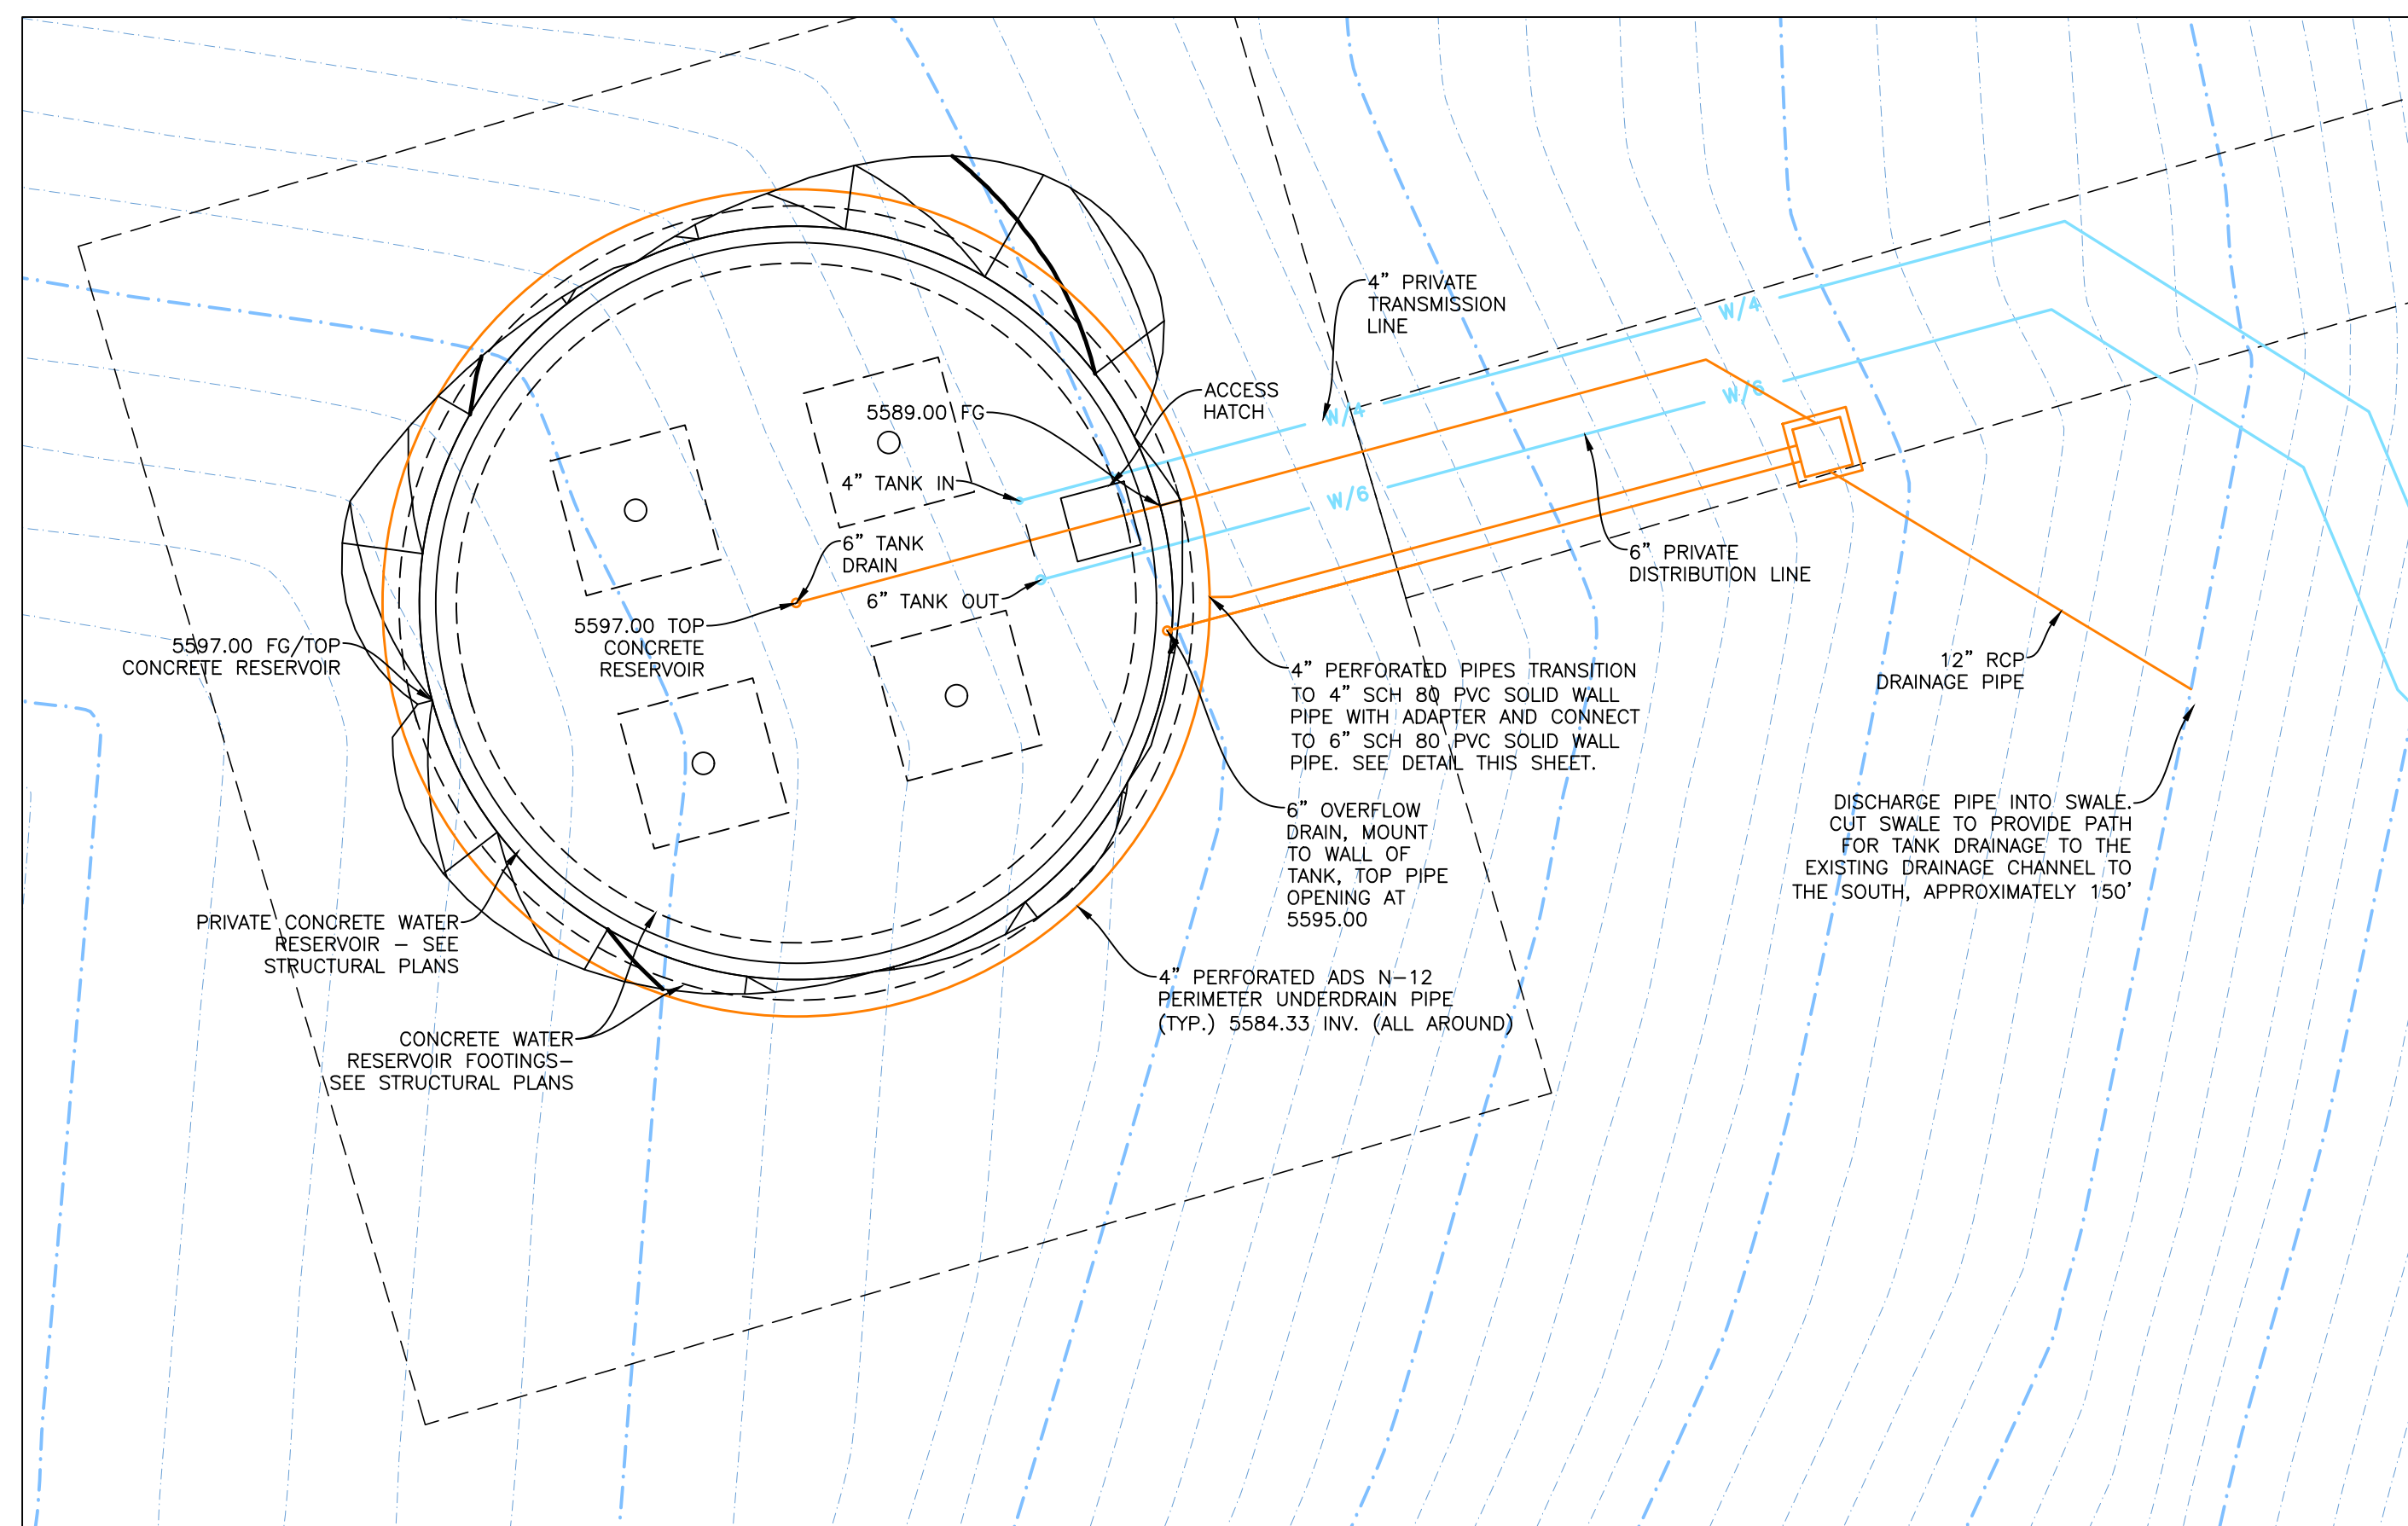 4” PRIVATE
TRANSMISSION
LINE
W/4
W/4
W/6
W/6
ACCESS
HATCH
5589.00 FG
4” TANK IN
6” TANK
DRAIN
6” TANK OUT
6” PRIVATE
DISTRIBUTION LINE
5597.00 TOP
CONCRETE
RESERVOIR
5597.00 FG/TOP
CONCRETE RESERVOIR
4” PERFORATED PIPES TRANSITION
TO 4” SCH 80 PVC SOLID WALL
PIPE WITH ADAPTER AND CONNECT
TO 6” SCH 80 PVC SOLID WALL
PIPE. SEE DETAIL THIS SHEET.
12” RCP
DRAINAGE PIPE
6” OVERFLOW
DRAIN, MOUNT
TO WALL OF
TANK, TOP PIPE
OPENING AT
5595.00
DISCHARGE PIPE INTO SWALE.
CUT SWALE TO PROVIDE PATH
FOR TANK DRAINAGE TO THE
EXISTING DRAINAGE CHANNEL TO
THE SOUTH, APPROXIMATELY 150’
PRIVATE CONCRETE WATER
RESERVOIR – SEE
STRUCTURAL PLANS
4” PERFORATED ADS N–12
PERIMETER UNDERDRAIN PIPE
(TYP.) 5584.33 INV. (ALL AROUND)
CONCRETE WATER
RESERVOIR FOOTINGS–
SEE STRUCTURAL PLANS